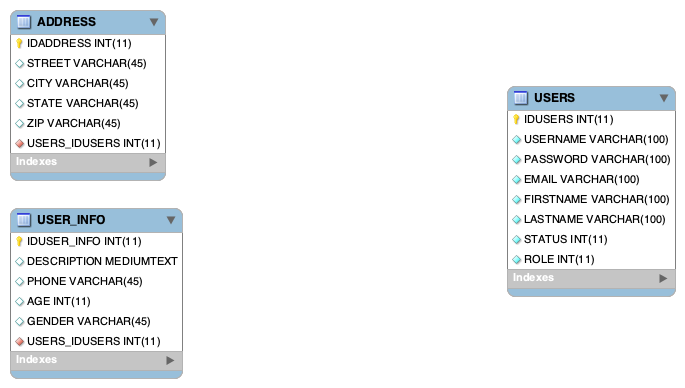 ADDRESS
IDADDRESS INT(11)
STREET VARCHAR(45)
CITY VARCHAR(45)
STATE VARCHAR(45)
ZIP VARCHAR(45)
USERS_IDUSERS INT(11)
Indexes
USER_INFO
IDUSER_INFO INT(11)
DESCRIPTION MEDIUMTEXT
PHONE VARCHAR(45)
AGE INT(11)
GENDER VARCHAR(45)
USERS_IDUSERS INT(11)
Indexes
USERS
IDUSERS INT(11)
USERNAME VARCHAR(100)
PASSWORD VARCHAR(100)
EMAIL VARCHAR(100)
FIRSTNAME VARCHAR(100)
LASTNAME VARCHAR(100)
STATUS INT(11)
ROLE INT(11)
Indexes